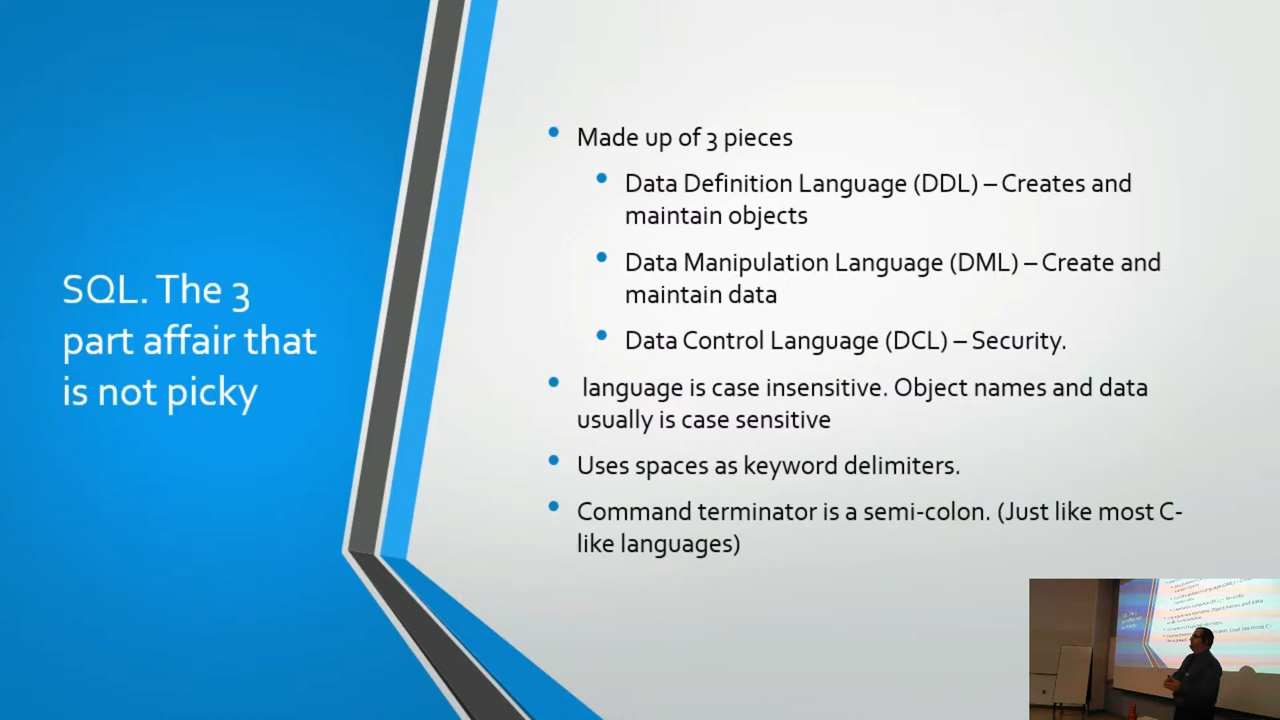 SQL. The 3
part affair that
is not picky
Made up of 3 pieces
Data Definition Language (DDL) – Creates and
maintain objects
Data Manipulation Language (DML) – Create and
maintain data
Data Control Language (DCL) – Security.
language is case insensitive. Object names and data
usually is case sensitive
Uses spaces as keyword delimiters.
Command terminator is a semi-colon. (Just like most C-
like languages)